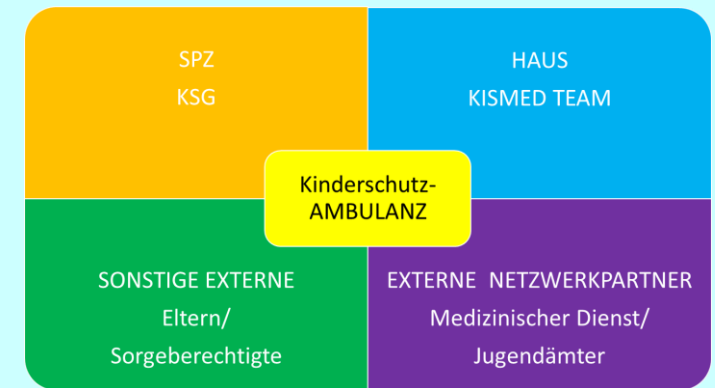 SPZ
KSG
HAUS
KISMED TEAM
Kinderschutz-
AMBULANZ
SONSTIGE EXTERNE
Eltern/
Sorgeberechtigte
EXTERNE NETZWERKPARTNER
Medizinischer Dienst/
Jugendämter